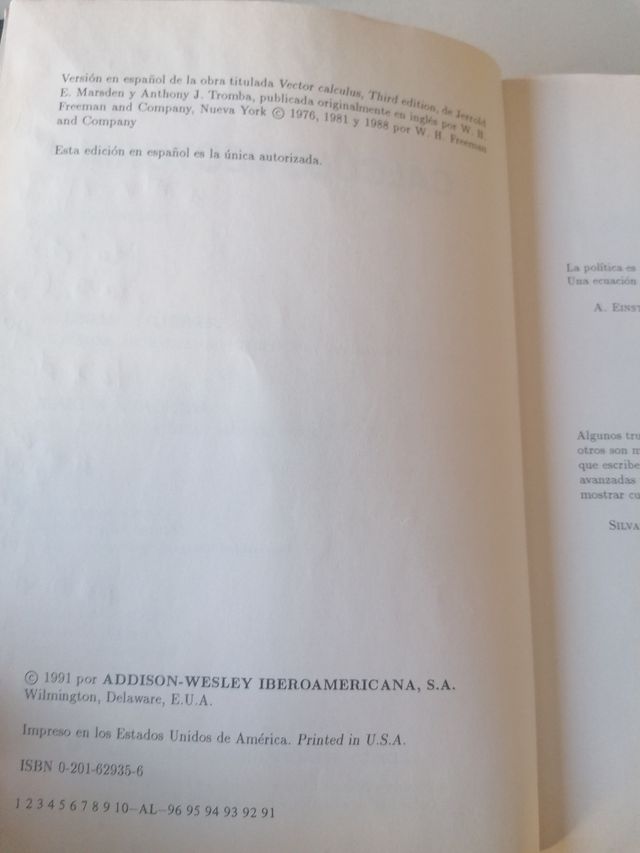 Versión en español de la obra titulada Vector calculus, Third edition, de Jerrold
E. Marsden y Anthony J. Tromba, publicada originalmente en inglés por W. H.
Freeman and Company, Nueva York © 1976, 1981 y 1988 por W. H. Freeman
and Company
Esta edición en español es la única autorizada.
© 1991 por ADDISON-WESLEY IBEROAMERICANA, S.A.
Wilmington, Delaware, E.U.A.
Impreso en los Estados Unidos de América. Printed in U.S.A.
ISBN 0-201-62935-6
1 2 3 4 5 6 7 8 9 10-AL-96 95 94 93 92 91
La política es
Una ecuación
A. EINST
Algunos tru
otros son m
que escribe
avanzadas
mostrar cu
SILVA